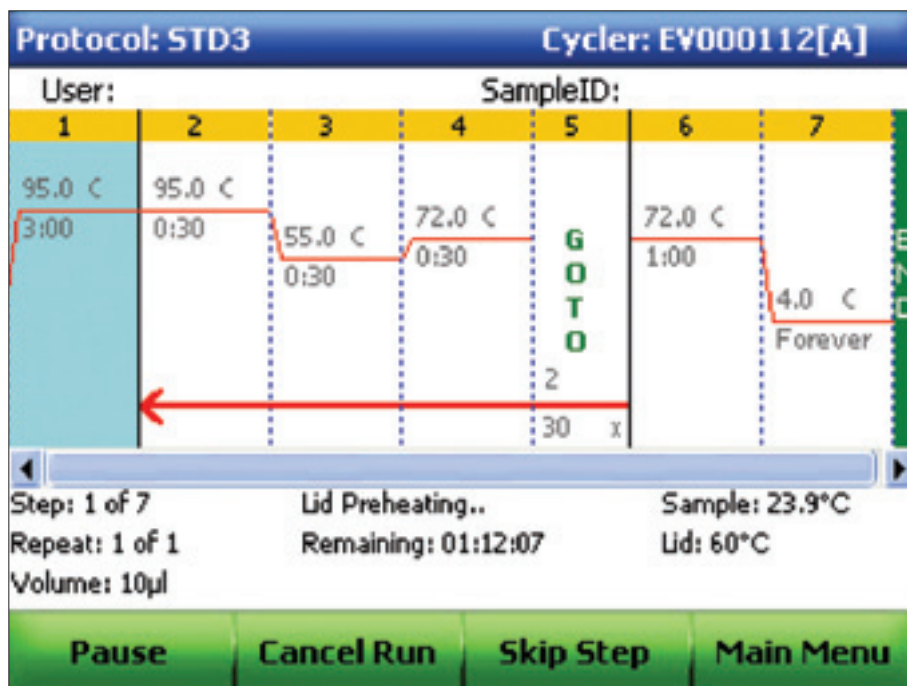 Protocol: STD3 Cycler: EV000112[A]
User: SampleID:
1 2 3 4 5 6 7
95.0 C 95.0 C 55.0 C 72.0 C GOTO 72.0 C 4.0 C END
3:00 0:30 0:30 0:30 1:00 Forever
2
30 x
Step: 1 of 7 Lid Preheating.. Sample: 23.9°C
Repeat: 1 of 1 Remaining: 01:12:07 Lid: 60°C
Volume: 10µl
Pause Cancel Run Skip Step Main Menu